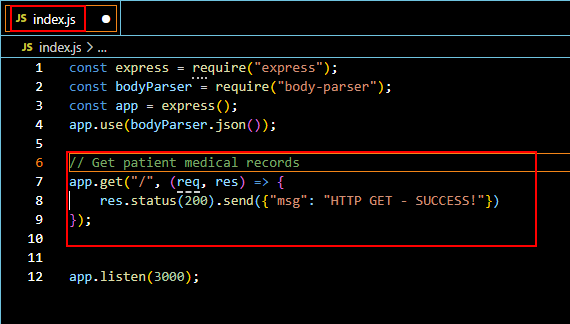 JS index.js
JS index.js > ...
1 const express = require("express");
2 const bodyParser = require("body-parser");
3 const app = express();
4 app.use(bodyParser.json());
5
6 // Get patient medical records
7 app.get("/", (req, res) => {
8     res.status(200).send({"msg": "HTTP GET - SUCCESS!"})
9 });
10
11
12 app.listen(3000);